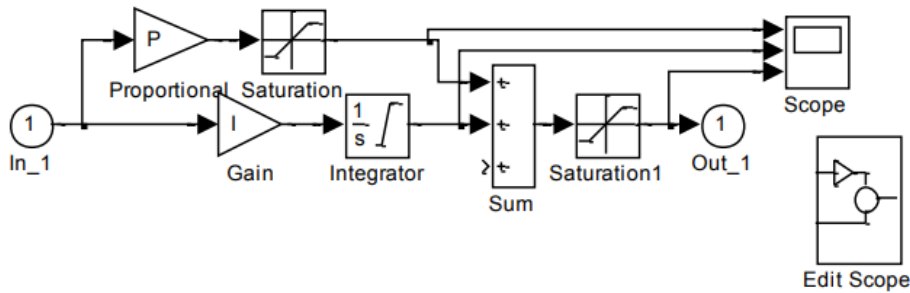 P
Proportional
Saturation
Scope
1
In_1
I
Gain
1
s
Integrator
+
+
+
Sum
Saturation1
1
Out_1
Edit Scope